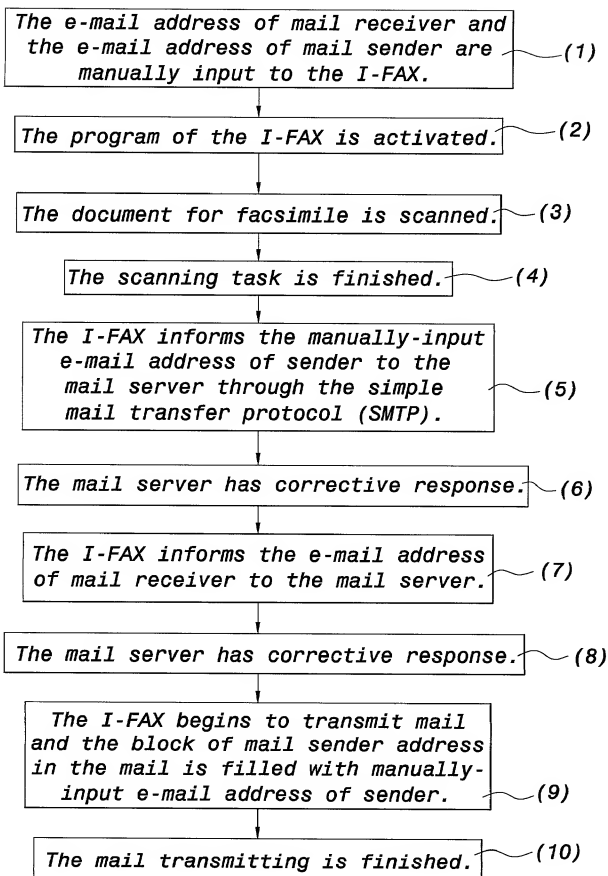 The e-mail address of mail receiver and
the e-mail address of mail sender are
manually input to the I-FAX.
(1)
The program of the I-FAX is activated.
(2)
The document for facsimile is scanned.
(3)
The scanning task is finished.
(4)
The I-FAX informs the manually-input
e-mail address of sender to the
mail server through the simple
mail transfer protocol (SMTP).
(5)
The mail server has corrective response.
(6)
The I-FAX informs the e-mail address
of mail receiver to the mail server.
(7)
The mail server has corrective response.
(8)
The I-FAX begins to transmit mail
and the block of mail sender address
in the mail is filled with manually-
input e-mail address of sender.
(9)
The mail transmitting is finished.
(10)